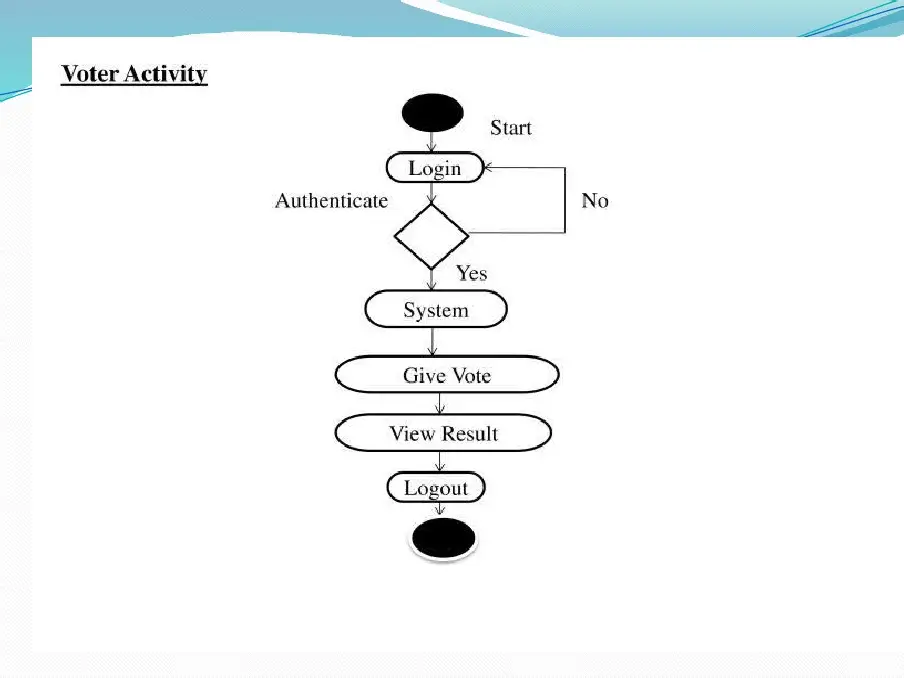 Voter Activity
Start
Login
Authenticate
No
Yes
System
Give Vote
View Result
Logout